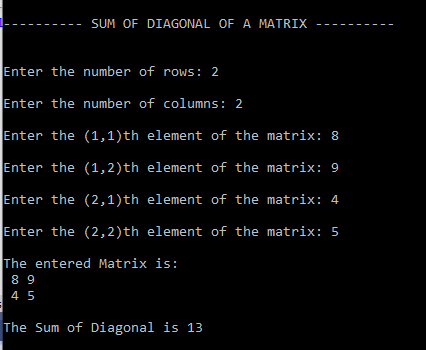 ---------- SUM OF DIAGONAL OF A MATRIX ----------
Enter the number of rows: 2
Enter the number of columns: 2
Enter the (1,1)th element of the matrix: 8
Enter the (1,2)th element of the matrix: 9
Enter the (2,1)th element of the matrix: 4
Enter the (2,2)th element of the matrix: 5
The entered Matrix is:
8 9
4 5
The Sum of Diagonal is 13